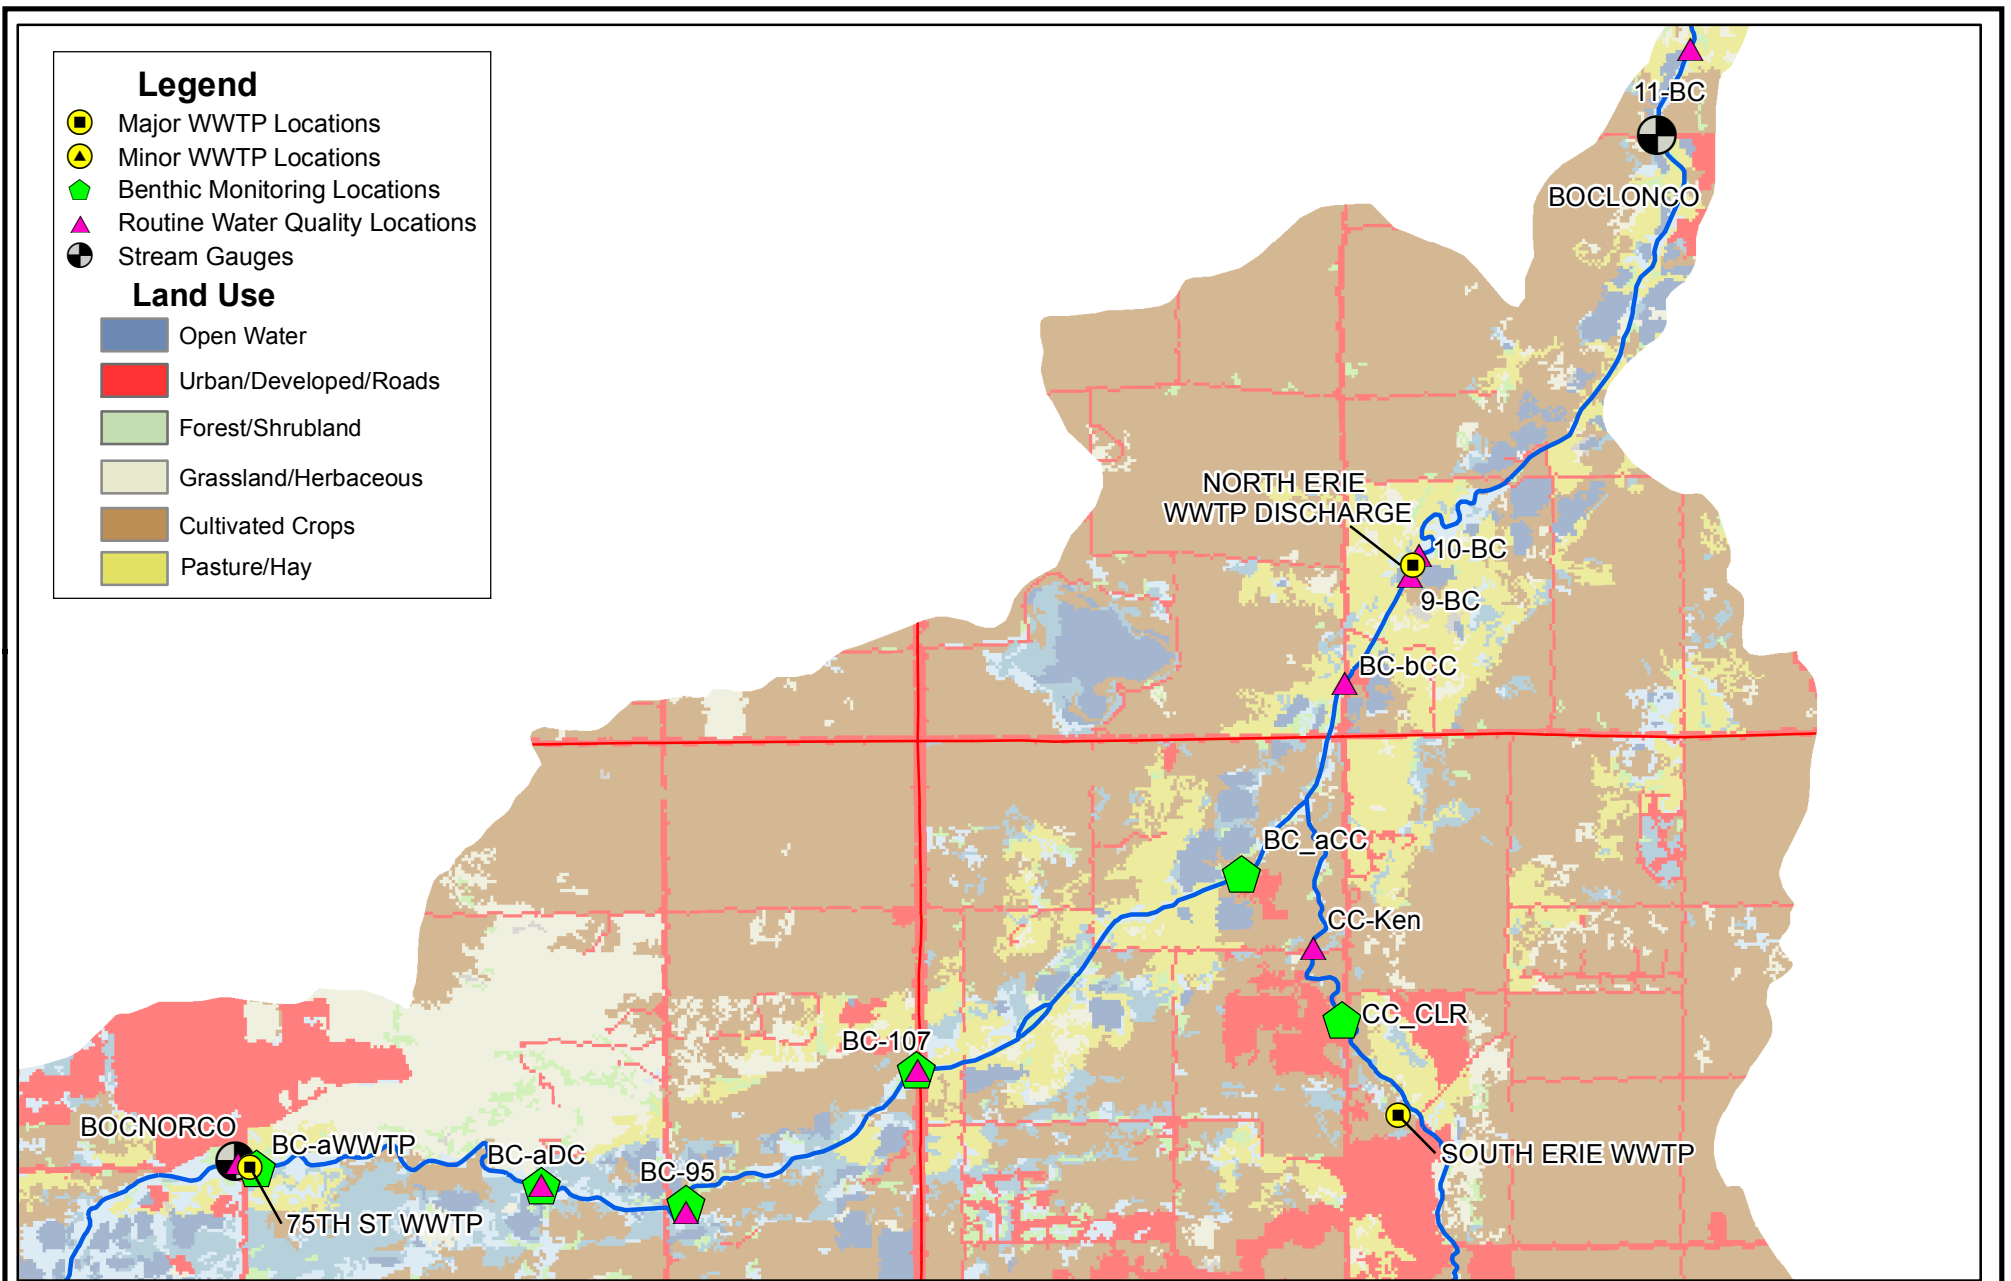 Legend
Major WWTP Locations
Minor WWTP Locations
Benthic Monitoring Locations
Routine Water Quality Locations
Stream Gauges
Land Use
Open Water
Urban/Developed/Roads
Forest/Shrubland
Grassland/Herbaceous
Cultivated Crops
Pasture/Hay
11-BC
BOCLONCO
NORTH ERIE
WWTP DISCHARGE
10-BC
9-BC
BC-bCC
BC_aCC
CC-Ken
CC_CLR
BC-107
SOUTH ERIE WWTP
BOCNORCO
BC-aWWTP
BC-aDC
BC-95
75TH ST WWTP